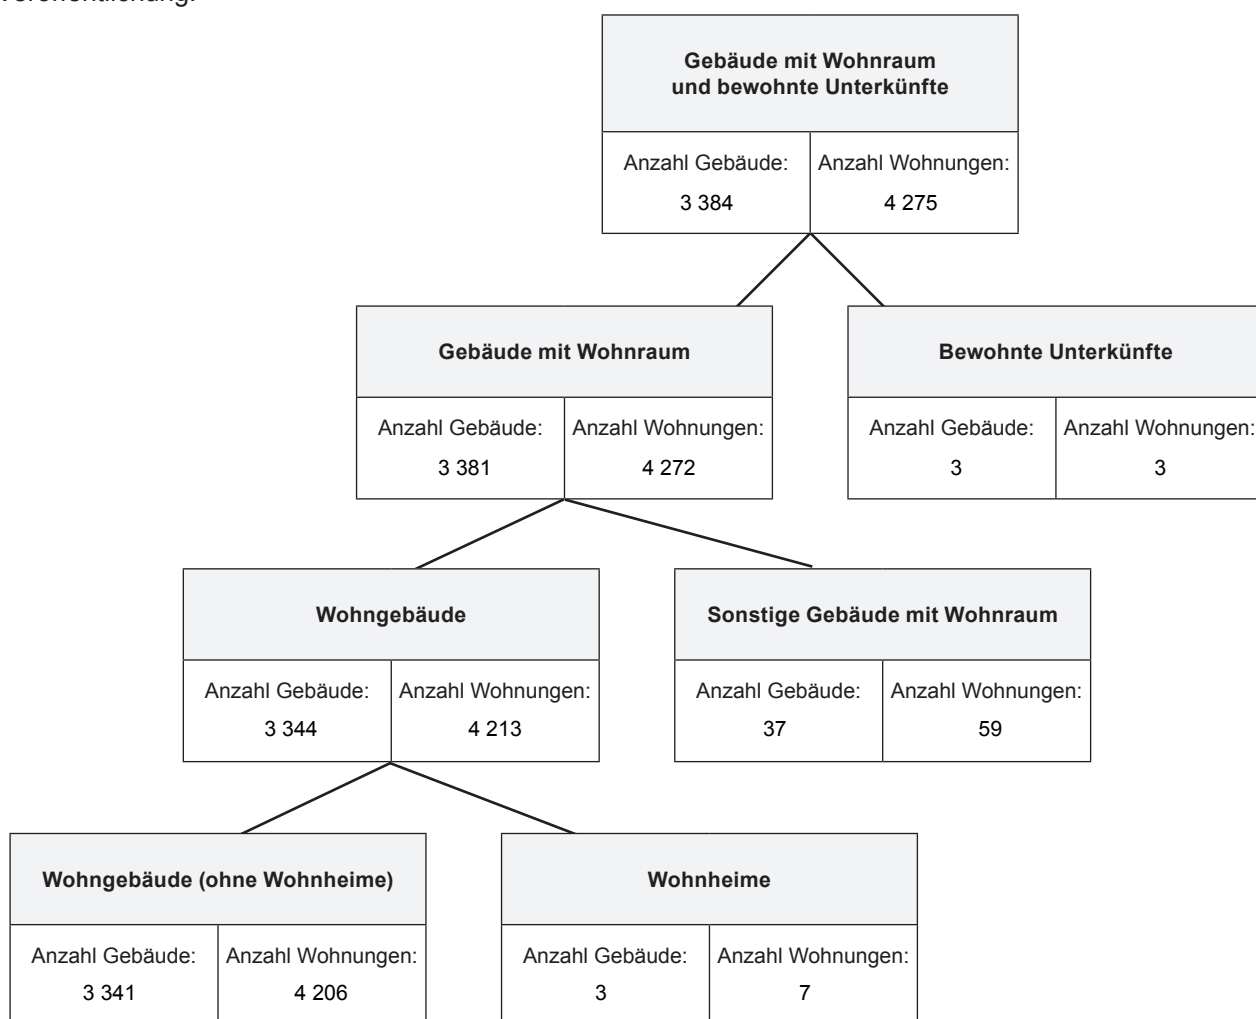 Veröffentlichung.
Gebäude mit Wohnraum
und bewohnte Unterkünfte
Anzahl Gebäude: Anzahl Wohnungen:
3 384 4 275
Gebäude mit Wohnraum Bewohnte Unterkünfte
Anzahl Gebäude: Anzahl Wohnungen: Anzahl Gebäude: Anzahl Wohnungen:
3 381 4 272 3 3
Wohngebäude Sonstige Gebäude mit Wohnraum
Anzahl Gebäude: Anzahl Wohnungen: Anzahl Gebäude: Anzahl Wohnungen:
3 344 4 213 37 59
Wohngebäude (ohne Wohnheime) Wohnheime
Anzahl Gebäude: Anzahl Wohnungen: Anzahl Gebäude: Anzahl Wohnungen:
3 341 4 206 3 7